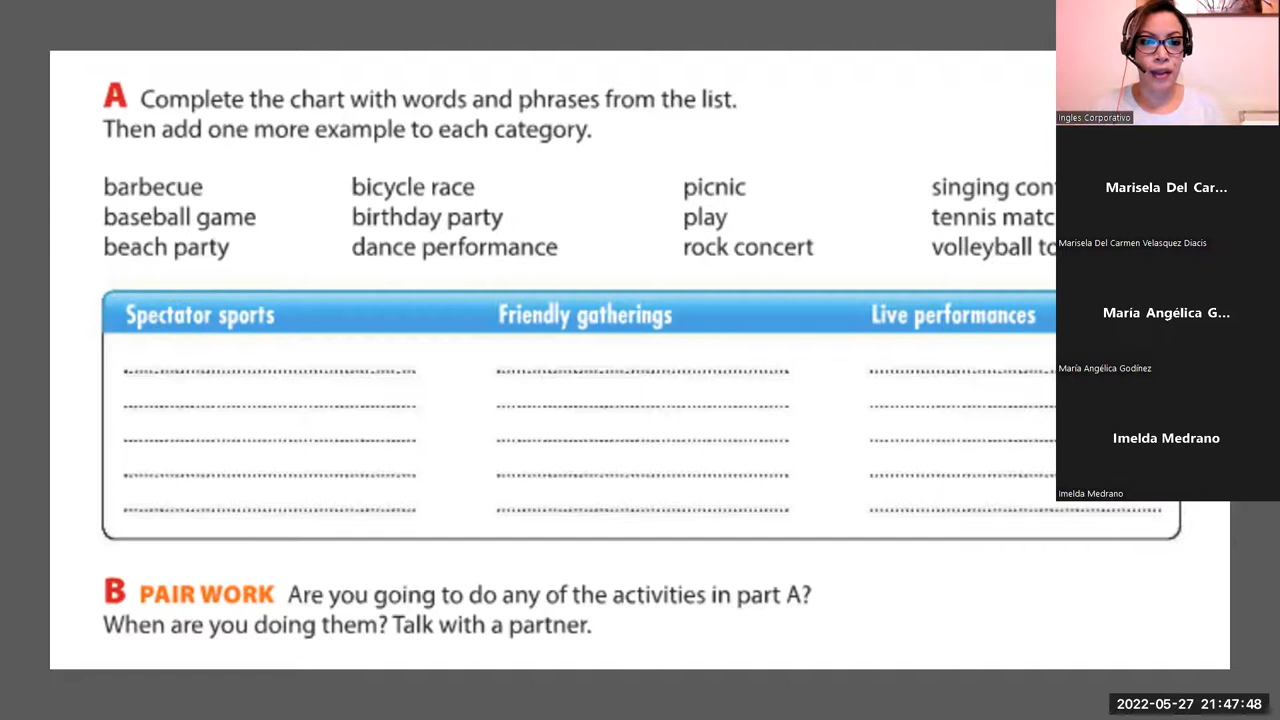 A Complete the chart with words and phrases from the list.
Then add one more example to each category.
barbecue bicycle race picnic singing
baseball game birthday party play tennis
beach party dance performance rock concert volleyball
Spectator sports Friendly gatherings Live performances
B PAIR WORK Are you going to do any of the activities in part A?
When are you doing them? Talk with a partner.
Ingles Corporativo
Marisela Del Car...
Marisela Del Carmen Velasquez Diacis
María Angélica G...
María Angélica Godínez
Imelda Medrano
Imelda Medrano
2022-05-27 21:47:48